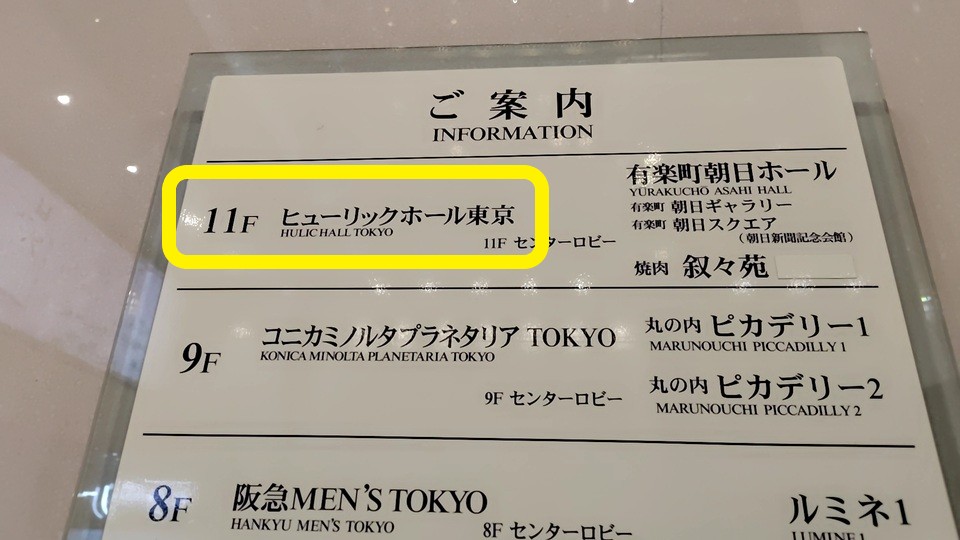 ご案内
INFORMATION
11F
ヒューリックホール東京
HULIC HALL TOKYO
11F センターロビー
有楽町朝日ホール
YURAKUCHO ASAHI HALL
有楽町 朝日ギャラリー
有楽町 朝日スクエア
(朝日新聞記念会館)
焼肉 叙々苑
9F
コニカミノルタプラネタリア TOKYO
KONICA MINOLTA PLANETARIA TOKYO
9F センターロビー
丸の内 ピカデリー1
MARUNOUCHI PICCADILLY 1
丸の内 ピカデリー2
MARUNOUCHI PICCADILLY 2
8F
阪急MEN'S TOKYO
HANKYU MEN'S TOKYO
8F センターロビー
ルミネ1
LUMINE 1